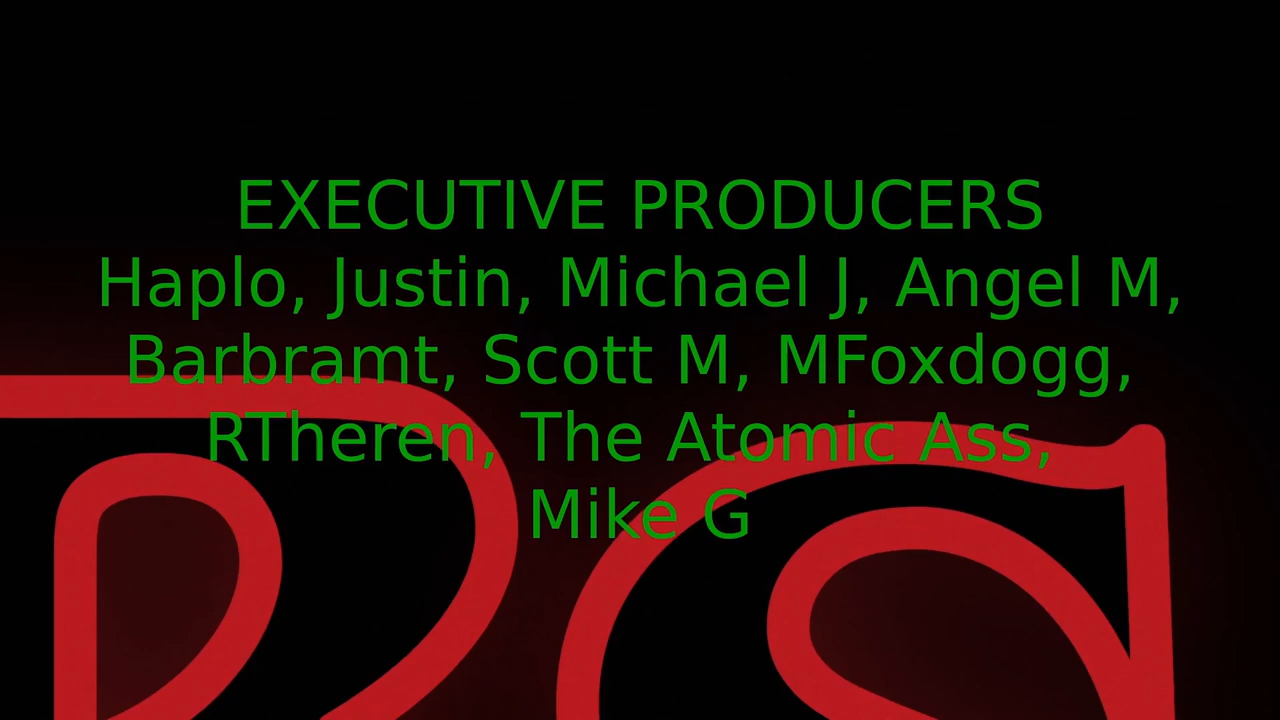 EXECUTIVE PRODUCERS
Haplo, Justin, Michael J, Angel M,
Barbramt, Scott M, MFoxdogg,
RTheren, The Atomic Ass,
Mike G